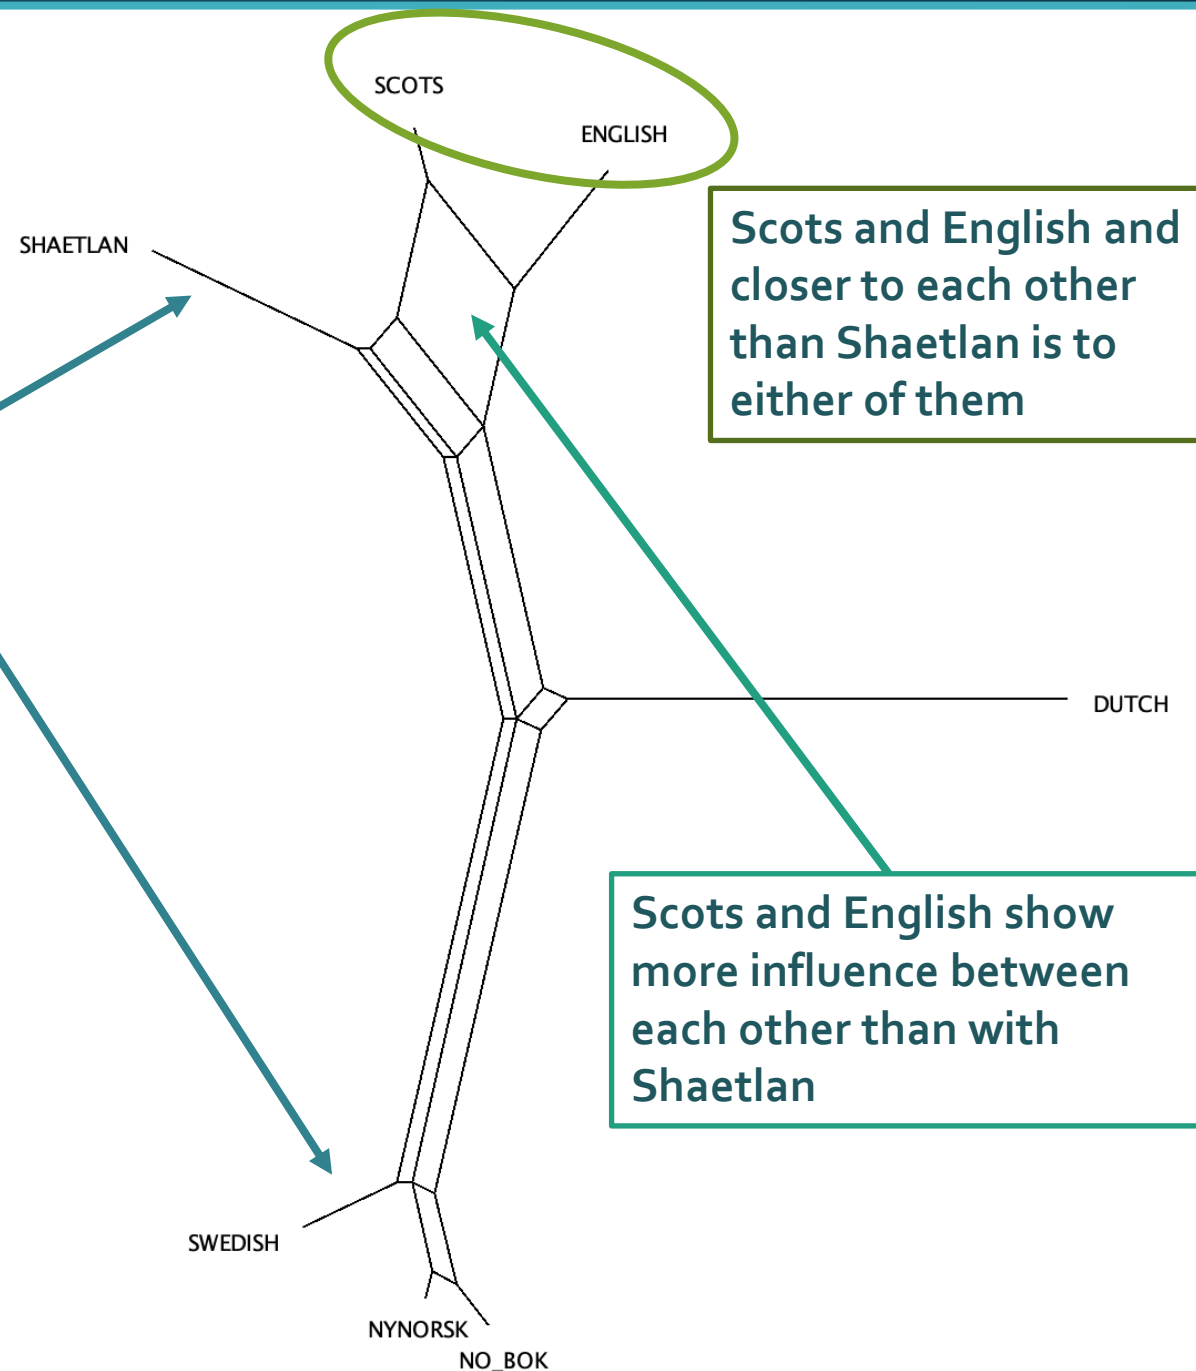 SCOTS
ENGLISH
SHAETLAN
Scots and English and
closer to each other
than Shaetlan is to
either of them
DUTCH
Scots and English show
more influence between
each other than with
Shaetlan
SWEDISH
NYNORSK
NO_BOK